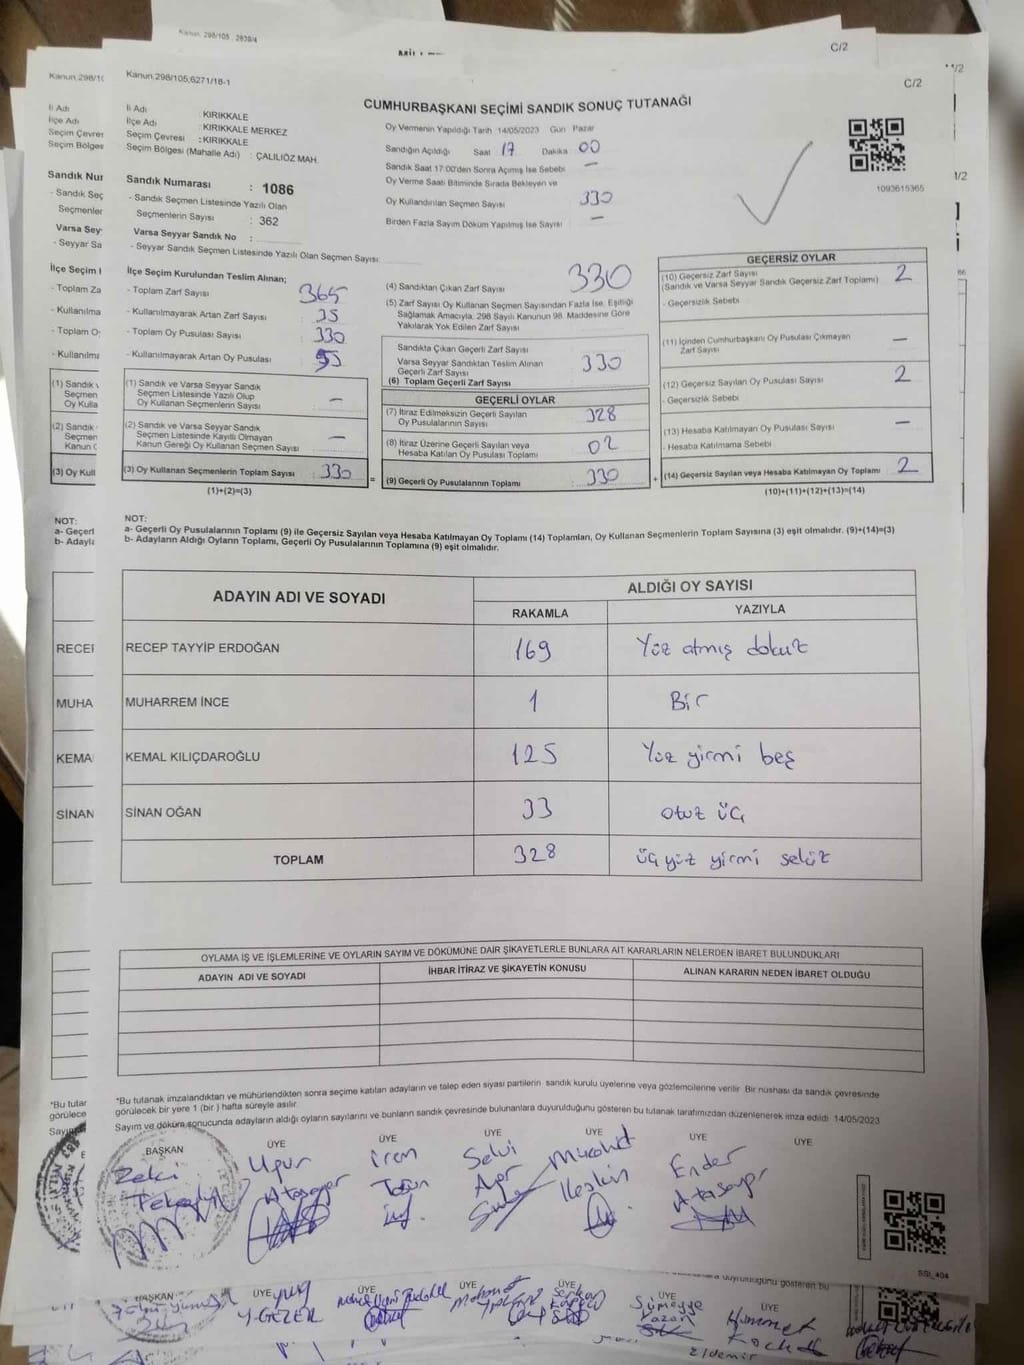 Kanun, 298/105, 2839/4
C/2
Kanun,298/105;6271/18-1
C/2
CUMHURBAŞKANI SEÇİMİ SANDIK SONUÇ TUTANAĞI
İl Adı : KIRIKKALE
İlçe Adı : KIRIKKALE MERKEZ
Seçim Çevresi : KIRIKKALE
Seçim Bölgesi (Mahalle Adı) : ÇALILIÖZ MAH.
Sandık Numarası : 1086
- Sandık Seçmen Listesinde Yazılı Olan
Seçmenlerin Sayısı : 362
Varsa Seyyar Sandık No :
- Seyyar Sandık Seçmen Listesinde Yazılı Olan Seçmen Sayısı:
Oy Vermenin Yapıldığı Tarih 14/05/2023 Gün Pazar
Sandığın Açıldığı Saat 17 Dakika 00
Sandık Saat 17:00'den Sonra Açımış İse Sebebi —
Oy Verme Saati Bitiminde Sırada Bekleyen ve
Oy Kullandırılan Seçmen Sayısı 330
Birden Fazla Sayım Döküm Yapılmış İse Sayısı —
1093615365
İlçe Seçim Kurulundan Teslim Alınan;
- Toplam Zarf Sayısı : 365
- Kullanılmayarak Artan Zarf Sayısı : 35
- Toplam Oy Pusulası Sayısı : 330
- Kullanılmayarak Artan Oy Pusulası
(1) Sandık ve Varsa Seyyar Sandık
Seçmen Listesinde Yazılı Olup
Oy Kullanan Seçmenlerin Sayısı : —
(2) Sandık ve Varsa Seyyar Sandık
Seçmen Listesinde Kayıtlı Olmayan
Kanun Gereği Oy Kullanan Seçmen Sayısı : —
(3) Oy Kullanan Seçmenlerin Toplam Sayısı : 330
(1)+(2)=(3)
(4) Sandıktan Çıkan Zarf Sayısı 330
(5) Zarf Sayısı Oy Kullanan Seçmen Sayısından Fazla İse, Eşitliği
Sağlamak Amacıyla, 298 Sayılı Kanunun 98. Maddesine Göre
Yakılarak Yok Edilen Zarf Sayısı
Sandıkta Çıkan Geçerli Zarf Sayısı
Varsa Seyyar Sandıktan Teslim Alınan
Geçerli Zarf Sayısı 330
(6) Toplam Geçerli Zarf Sayısı
GEÇERLİ OYLAR
(7) İtiraz Edilmeksizin Geçerli Sayılan
Oy Pusulalarının Sayısı : 328
(8) İtiraz Üzerine Geçerli Sayılan veya
Hesaba Katılan Oy Pusulası Toplamı : 02
(9) Geçerli Oy Pusulalarının Toplamı : 330
GEÇERSİZ OYLAR
(10) Geçersiz Zarf Sayısı
(Sandık ve Varsa Seyyar Sandık Geçersiz Zarf Toplamı) 2
- Geçersizlik Sebebi
(11) İçinden Cumhurbaşkanı Oy Pusulası Çıkmayan
Zarf Sayısı —
(12) Geçersiz Sayılan Oy Pusulası Sayısı 2
- Geçersizlik Sebebi
(13) Hesaba Katılmayan Oy Pusulası Sayısı —
- Hesaba Katılmama Sebebi
(14) Geçersiz Sayılan veya Hesaba Katılmayan Oy Toplamı 2
(10)+(11)+(12)+(13)=(14)
NOT:
a- Geçerli Oy Pusulalarının Toplamı (9) ile Geçersiz Sayılan veya Hesaba Katılmayan Oy Toplamı (14) Toplamları, Oy Kullanan Seçmenlerin Toplam Sayısına (3) eşit olmalıdır. (9)+(14)=(3)
b- Adayların Aldığı Oyların Toplamı, Geçerli Oy Pusulalarının Toplamına (9) eşit olmalıdır.
ADAYIN ADI VE SOYADI ALDIĞI OY SAYISI
RAKAMLA YAZIYLA
RECEP TAYYİP ERDOĞAN 169 Yüz atmış dokuz
MUHARREM İNCE 1 Bir
KEMAL KILIÇDAROĞLU 125 Yüz yirmi beş
SİNAN OĞAN 33 otuz üç
TOPLAM 328 üç yüz yirmi sekiz
OYLAMA İŞ VE İŞLEMLERİNE VE OYLARIN SAYIM VE DÖKÜMÜNE DAİR ŞİKAYETLERLE BUNLARA AİT KARARLARIN NELERDEN İBARET BULUNDUKLARI
ADAYIN ADI VE SOYADI İHBAR İTİRAZ VE ŞİKAYETİN KONUSU ALINAN KARARIN NEDEN İBARET OLDUĞU
*Bu tutanak imzalandıktan ve mühürlendikten sonra seçime katılan adayların ve talep eden siyasi partilerin sandık kurulu üyelerine veya gözlemcilerine verilir. Bir nüshası da sandık çevresinde
görülecek bir yere 1 (bir) hafta süreyle asılır.
Sayım ve döküm sonucunda adayların aldığı oyların sayılarını ve bunların sandık çevresinde bulunanlara duyurulduğunu gösteren bu tutanak tarafımızdan düzenlenerek imza edildi. 14/05/2023
BAŞKAN ÜYE ÜYE ÜYE ÜYE ÜYE ÜYE
Zeki Uğur İrem Selvi Mücahit Ender
Ataseyer Keskin Ataseyer
SSİ_404
BAŞKAN ÜYE ÜYE ÜYE ÜYE ÜYE ÜYE
Y.GEZER Mehmet Serkan Sümeyye
Yazar